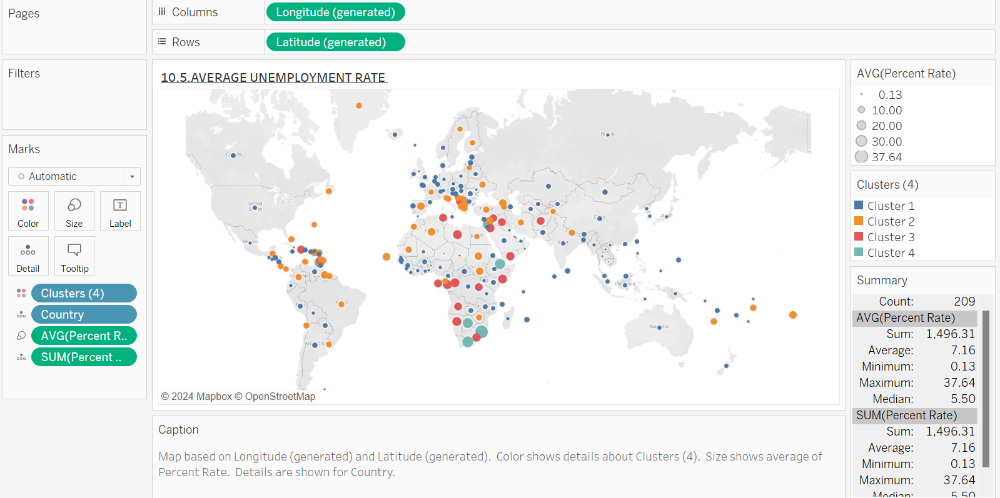 Pages
Columns
Longitude (generated)
Rows
Latitude (generated)
Filters
Marks
Automatic
Color
Size
Label
Detail
Tooltip
Clusters (4)
Country
AVG(Percent R..
SUM(Percent ..
10.5.AVERAGE UNEMPLOYMENT RATE
© 2024 Mapbox © OpenStreetMap
Caption
Map based on Longitude (generated) and Latitude (generated). Color shows details about Clusters (4). Size shows average of
Percent Rate. Details are shown for Country.
AVG(Percent Rate)
0.13
10.00
20.00
30.00
37.64
Clusters (4)
Cluster 1
Cluster 2
Cluster 3
Cluster 4
Summary
Count: 209
AVG(Percent Rate)
Sum: 1,496.31
Average: 7.16
Minimum: 0.13
Maximum: 37.64
Median: 5.50
SUM(Percent Rate)
Sum: 1,496.31
Average: 7.16
Minimum: 0.13
Maximum: 37.64
Median: 5.50